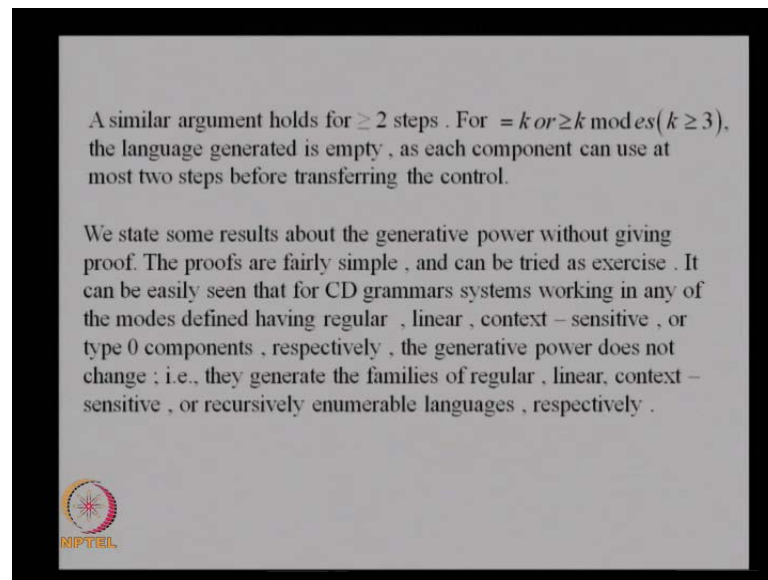 A similar argument holds for ≥ 2 steps . For = k or ≥ k modes(k ≥ 3),
the language generated is empty , as each component can use at
most two steps before transferring the control.
We state some results about the generative power without giving
proof. The proofs are fairly simple , and can be tried as exercise . It
can be easily seen that for CD grammars systems working in any of
the modes defined having regular , linear , context – sensitive , or
type 0 components , respectively , the generative power does not
change ; i.e., they generate the families of regular , linear, context –
sensitive , or recursively enumerable languages , respectively .
NPTEL